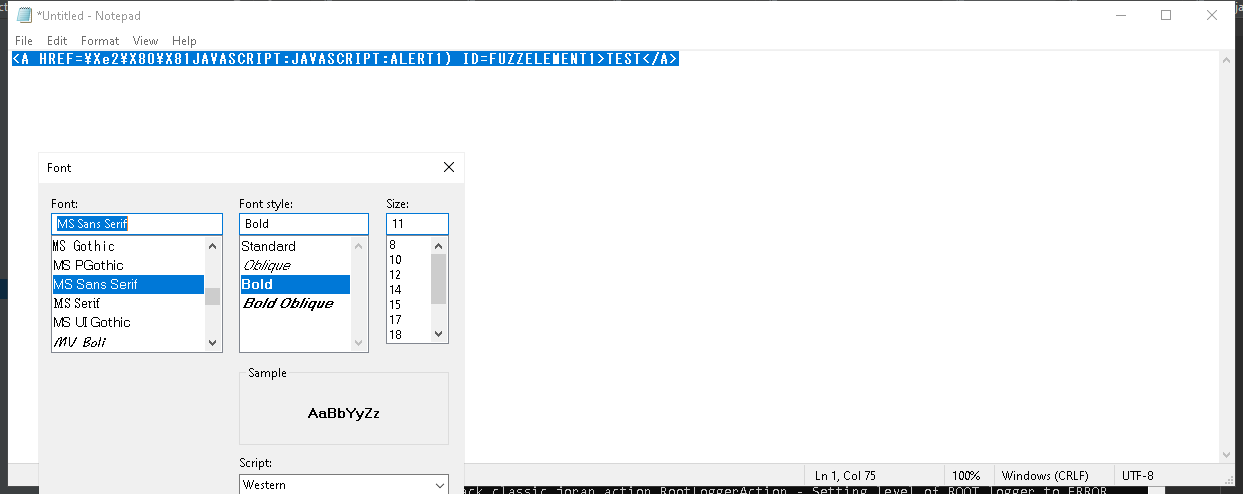 *Untitled - Notepad
File Edit Format View Help
<A HREF=¥Xe2¥X80¥X81JAVASCRIPT:JAVASCRIPT:ALERT1) ID=FUZZELEMENT1>TEST</A>
Font
Font: Font style: Size:
MS Sans Serif Bold 11
MS Gothic Standard 8
MS PGothic Oblique 10
MS Sans Serif Bold 12
MS Serif Bold Oblique 14
MS UI Gothic 15
MV Boli 17
18
Sample
AaBbYyZz
Script:
Western
Ln 1, Col 75 100% Windows (CRLF) UTF-8
classic.joran.action.RootLoggerAction - Setting level of ROOT logger to ERROR